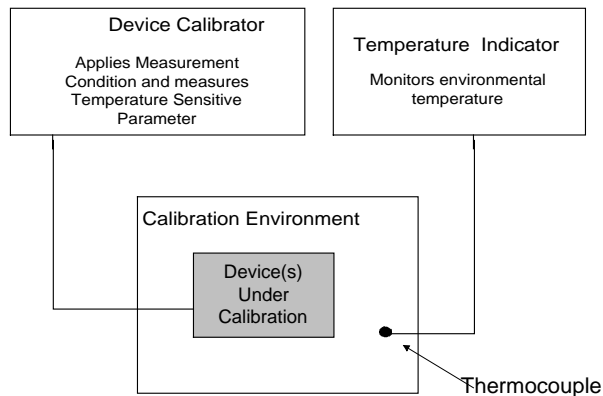 Device Calibrator
Applies Measurement
Condition and measures
Temperature Sensitive
Parameter
Temperature Indicator
Monitors environmental
temperature
Calibration Environment
Device(s)
Under
Calibration
Thermocouple